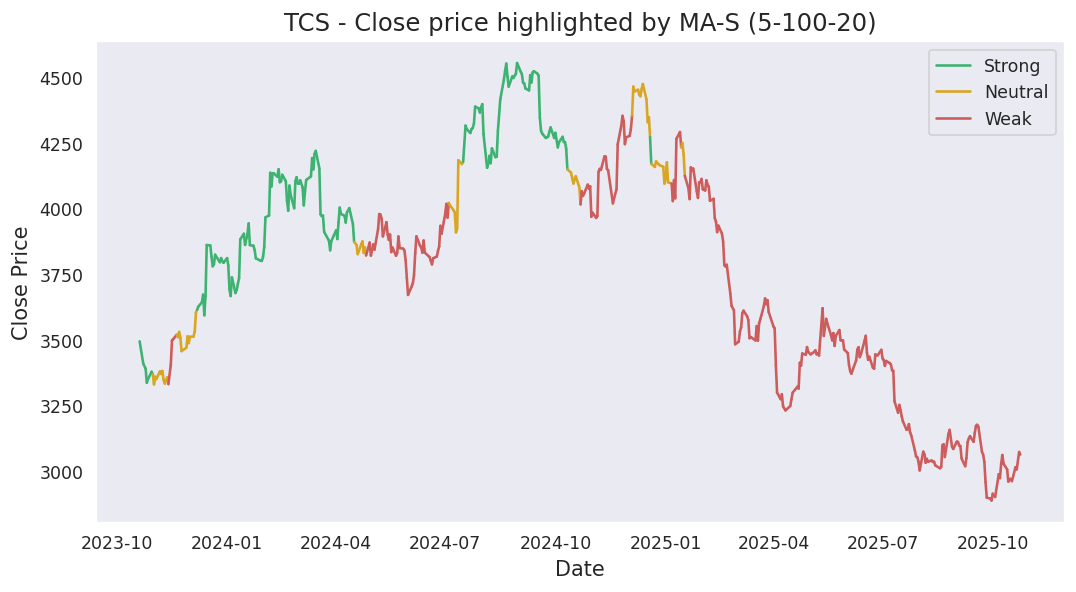 TCS - Close price highlighted by MA-S (5-100-20)
Strong
Neutral
Weak
Close Price
4500
4250
4000
3750
3500
3250
3000
2023-10 2024-01 2024-04 2024-07 2024-10 2025-01 2025-04 2025-07 2025-10
Date